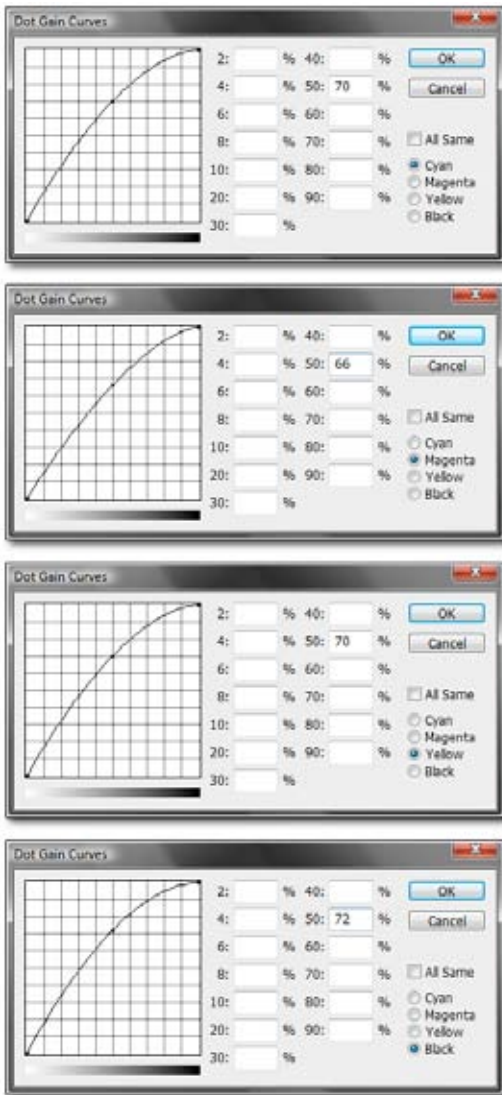 Dot Gain Curves
2: % 40: % OK
4: % 50: 70 % Cancel
6: % 60: %
8: % 70: % All Same
10: % 80: % Cyan
20: % 90: % Magenta
30: % Yellow
Black
Dot Gain Curves
2: % 40: % OK
4: % 50: 66 % Cancel
6: % 60: %
8: % 70: % All Same
10: % 80: % Cyan
20: % 90: % Magenta
30: % Yellow
Black
Dot Gain Curves
2: % 40: % OK
4: % 50: 70 % Cancel
6: % 60: %
8: % 70: % All Same
10: % 80: % Cyan
20: % 90: % Magenta
30: % Yellow
Black
Dot Gain Curves
2: % 40: % OK
4: % 50: 72 % Cancel
6: % 60: %
8: % 70: % All Same
10: % 80: % Cyan
20: % 90: % Magenta
30: % Yellow
Black